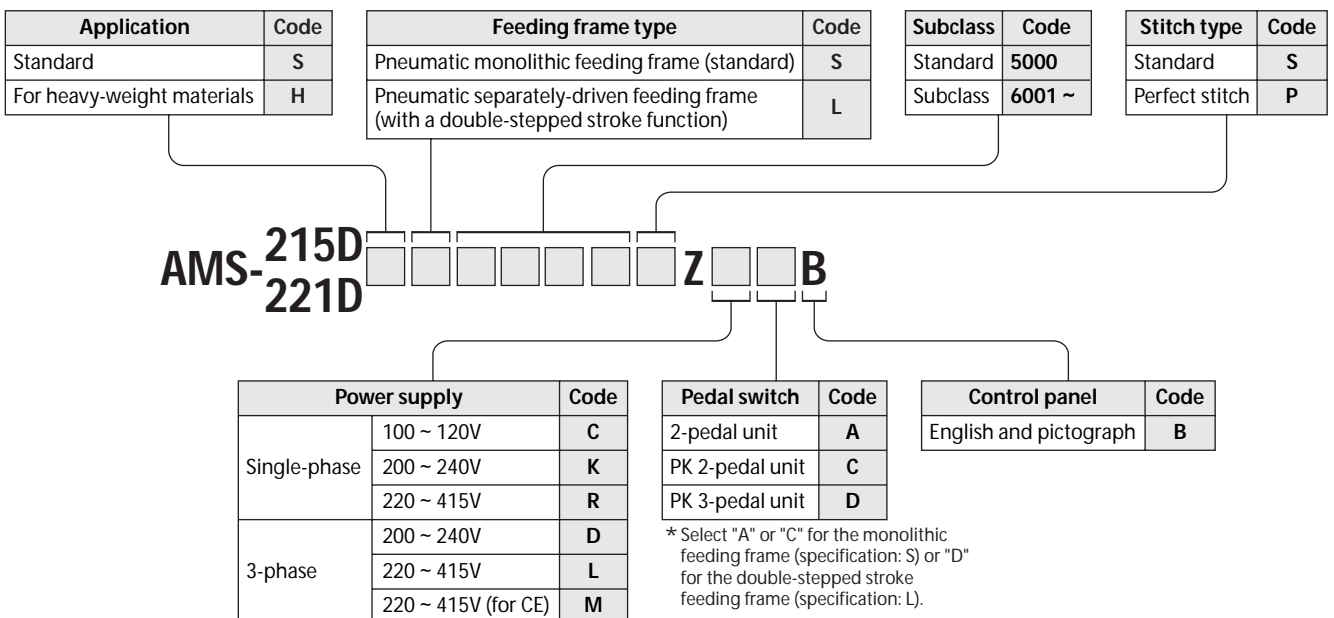 Application Code
Standard S
For heavy-weight materials H
Feeding frame type Code
Pneumatic monolithic feeding frame (standard) S
Pneumatic separately-driven feeding frame
(with a double-stepped stroke function) L
Subclass Code
Standard 5000
Subclass 6001 ~
Stitch type Code
Standard S
Perfect stitch P
AMS-215D
221D
Z B
Power supply Code
Single-phase
100 ~ 120V C
200 ~ 240V K
220 ~ 415V R
3-phase
200 ~ 240V D
220 ~ 415V L
220 ~ 415V (for CE) M
Pedal switch Code
2-pedal unit A
PK 2-pedal unit C
PK 3-pedal unit D
* Select "A" or "C" for the monolithic
feeding frame (specification: S) or "D"
for the double-stepped stroke
feeding frame (specification: L).
Control panel Code
English and pictograph B